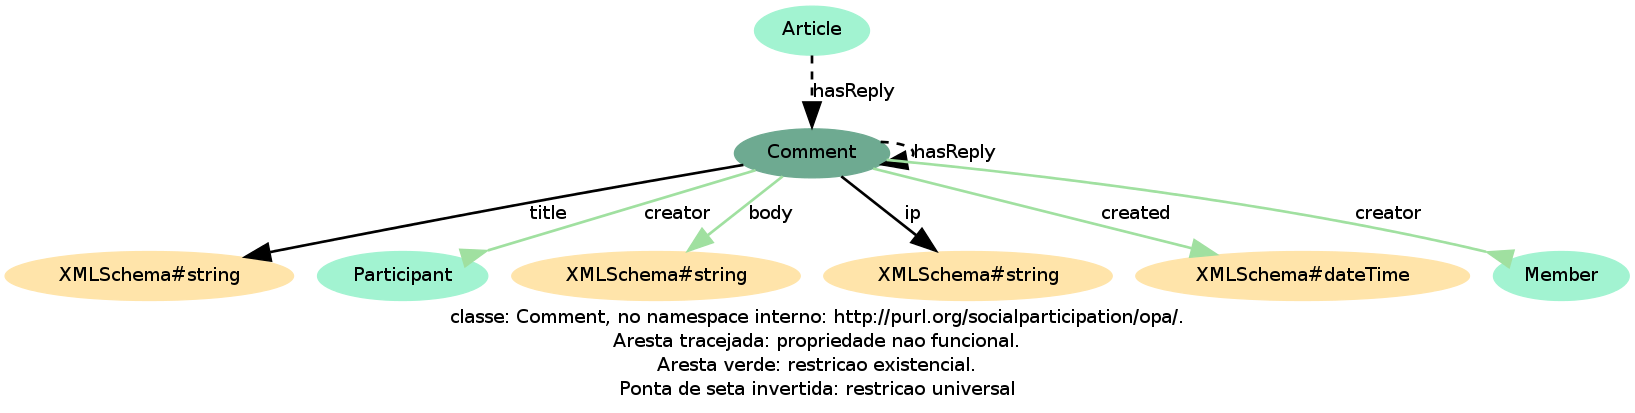 Article
hasReply
Comment
hasReply
title
creator
body
ip
created
creator
XMLSchema#string
Participant
XMLSchema#string
XMLSchema#string
XMLSchema#dateTime
Member
classe: Comment, no namespace interno: http://purl.org/socialparticipation/opa/.
Aresta tracejada: propriedade nao funcional.
Aresta verde: restricao existencial.
Ponta de seta invertida: restricao universal